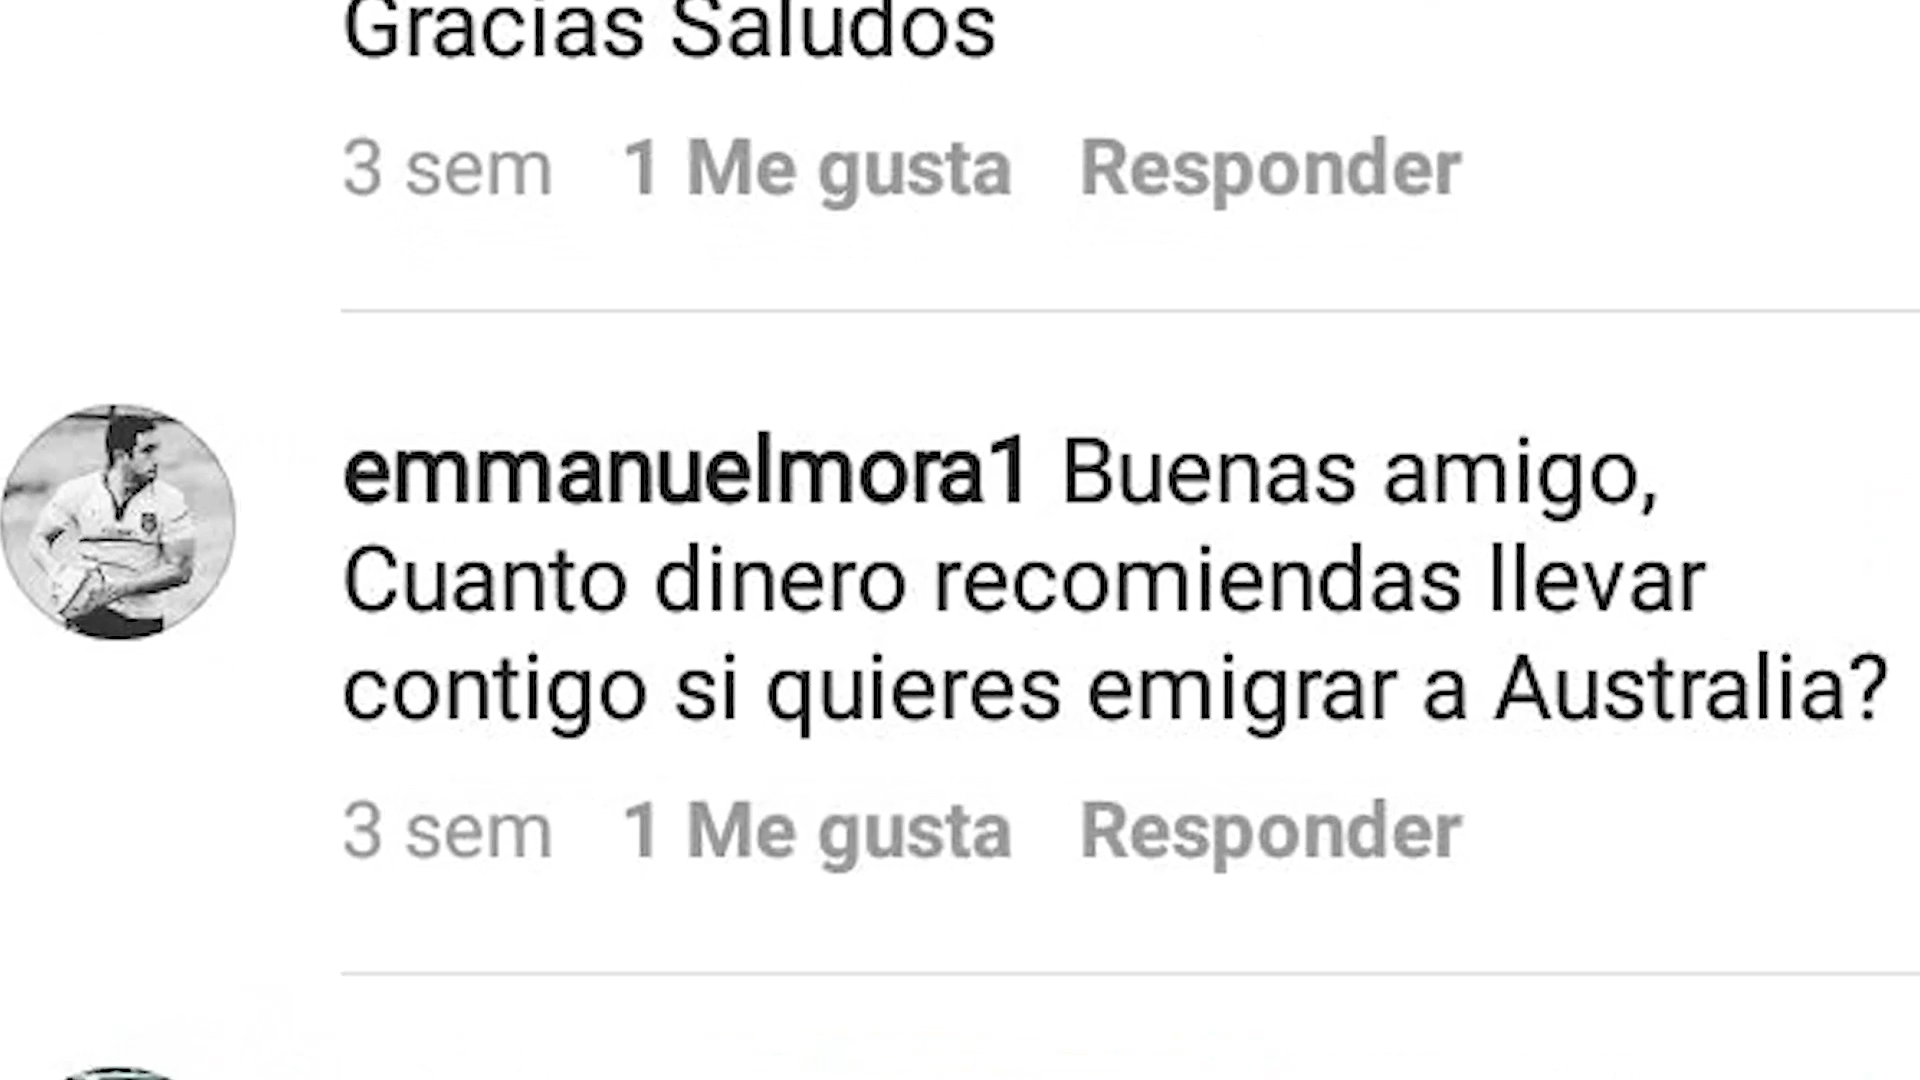 Gracias Saludos
3 sem 1 Me gusta Responder
emmanuelmora1 Buenas amigo,
Cuanto dinero recomiendas llevar
contigo si quieres emigrar a Australia?
3 sem 1 Me gusta Responder